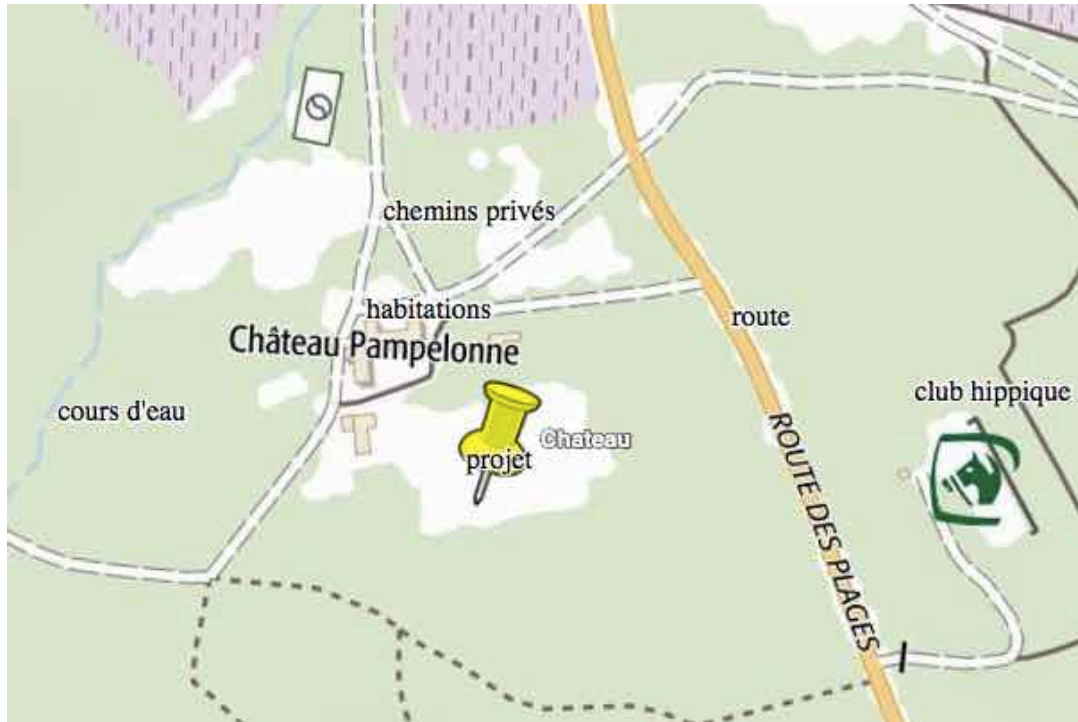 chemins privés
habitations
route
Château Pampelonne
club hippique
cours d'eau
Chateau
projet
ROUTE DES PLAGES